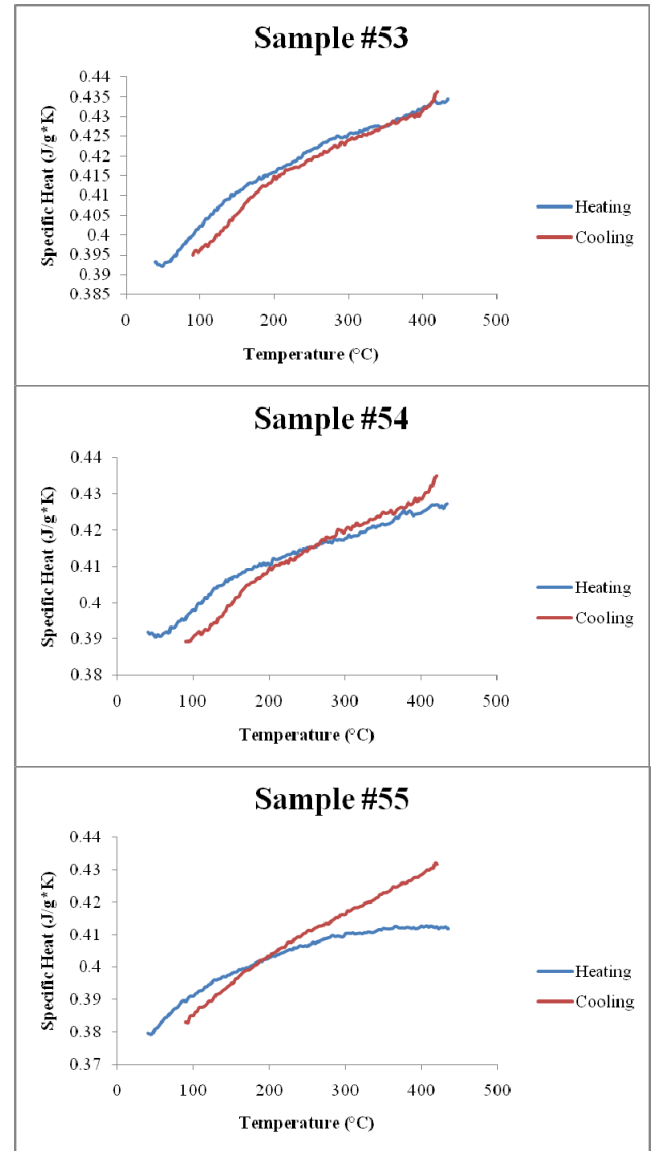 Sample #53
Specific Heat (J/g*K)
0.44
0.435
0.43
0.425
0.42
0.415
0.41
0.405
0.4
0.395
0.39
0.385
0 100 200 300 400 500
Temperature (°C)
Heating
Cooling
Sample #54
Specific Heat (J/g*K)
0.44
0.43
0.42
0.41
0.4
0.39
0.38
0 100 200 300 400 500
Temperature (°C)
Heating
Cooling
Sample #55
Specific Heat (J/g*K)
0.44
0.43
0.42
0.41
0.4
0.39
0.38
0.37
0 100 200 300 400 500
Temperature (°C)
Heating
Cooling